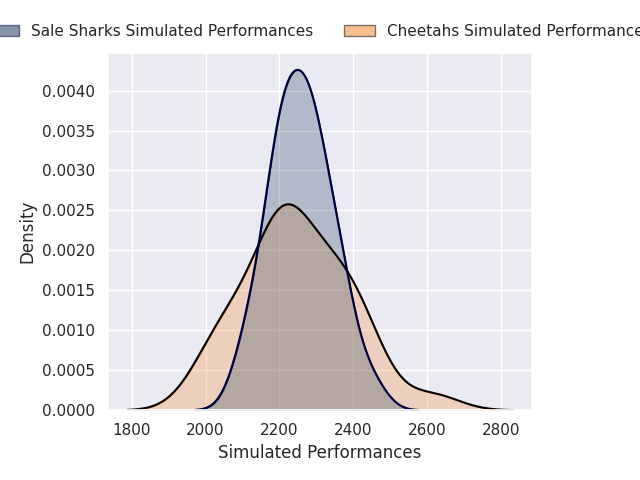 Sale Sharks Simulated Performances Cheetahs Simulated Performance
0.0040
0.0035
0.0030
0.0025
0.0020
0.0015
0.0010
0.0005
0.0000
Density
1800 2000 2200 2400 2600 2800
Simulated Performances